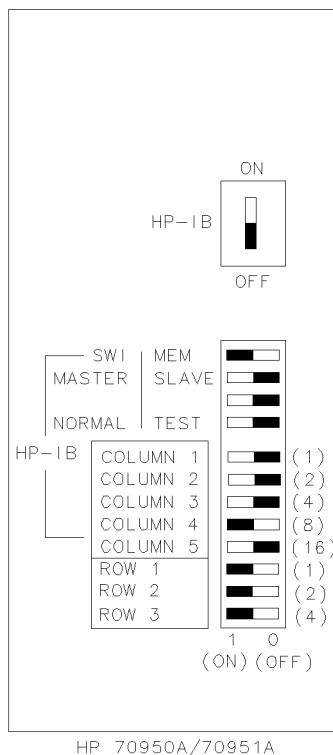 ON
HP-IB
OFF
SWI MEM
MASTER SLAVE
NORMAL TEST
HP-IB
COLUMN 1 (1)
COLUMN 2 (2)
COLUMN 3 (4)
COLUMN 4 (8)
COLUMN 5 (16)
ROW 1 (1)
ROW 2 (2)
ROW 3 (4)
1 0
(ON) (OFF)
HP 70950A/70951A